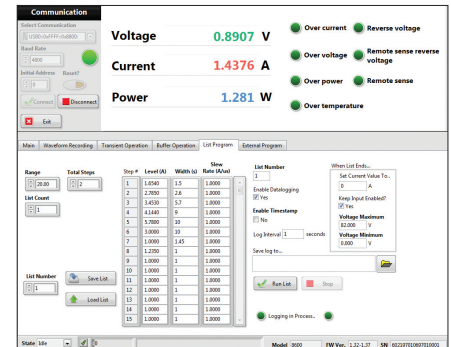 Communication
Select Communication
USB0::0xFFFF::0x8800::
Baud Rate
4800
Initial Address Reset?
0
Connect Disconnect
Exit
Voltage 0.8907 V
Current 1.4376 A
Power 1.281 W
Over current Reverse voltage
Over voltage Remote sense reverse voltage
Over power Remote sense
Over temperature
Main Waveform Recording Transient Operation Buffer Operation List Program External Program
Range Total Steps
20.00 2
List Count
1
List Number
1
Save List
Load List
Step # Level (A) Width (s) Slew Rate (A/us)
1 1.4540 1.5 1.0000
2 2.7850 2.6 1.0000
3 3.4530 5.7 1.0000
4 4.1440 9 1.0000
5 5.7800 10 1.0000
6 3.0000 10 1.0000
7 1.0000 1.45 1.0000
8 1.2350 1 1.0000
9 1.0000 1 1.0000
10 1.0000 1 1.0000
11 1.0000 1 1.0000
12 1.0000 1 1.0000
13 1.0000 1 1.0000
14 1.0000 1 1.0000
15 1.0000 1 1.0000
List Number
1
Enable Datalogging
Yes
Enable Timestamp
No
Log Interval 1 seconds
Save log to...
Run List Stop
Logging in Process..
When List Ends...
Set Current Value To..
0 A
Keep Input Enabled?
Yes
Voltage Maximum
82.000 V
Voltage Minimum
0.000 V
State Idle 0 Model 8600 FW Ver. 1.32-1.37 SN 602197010697010001